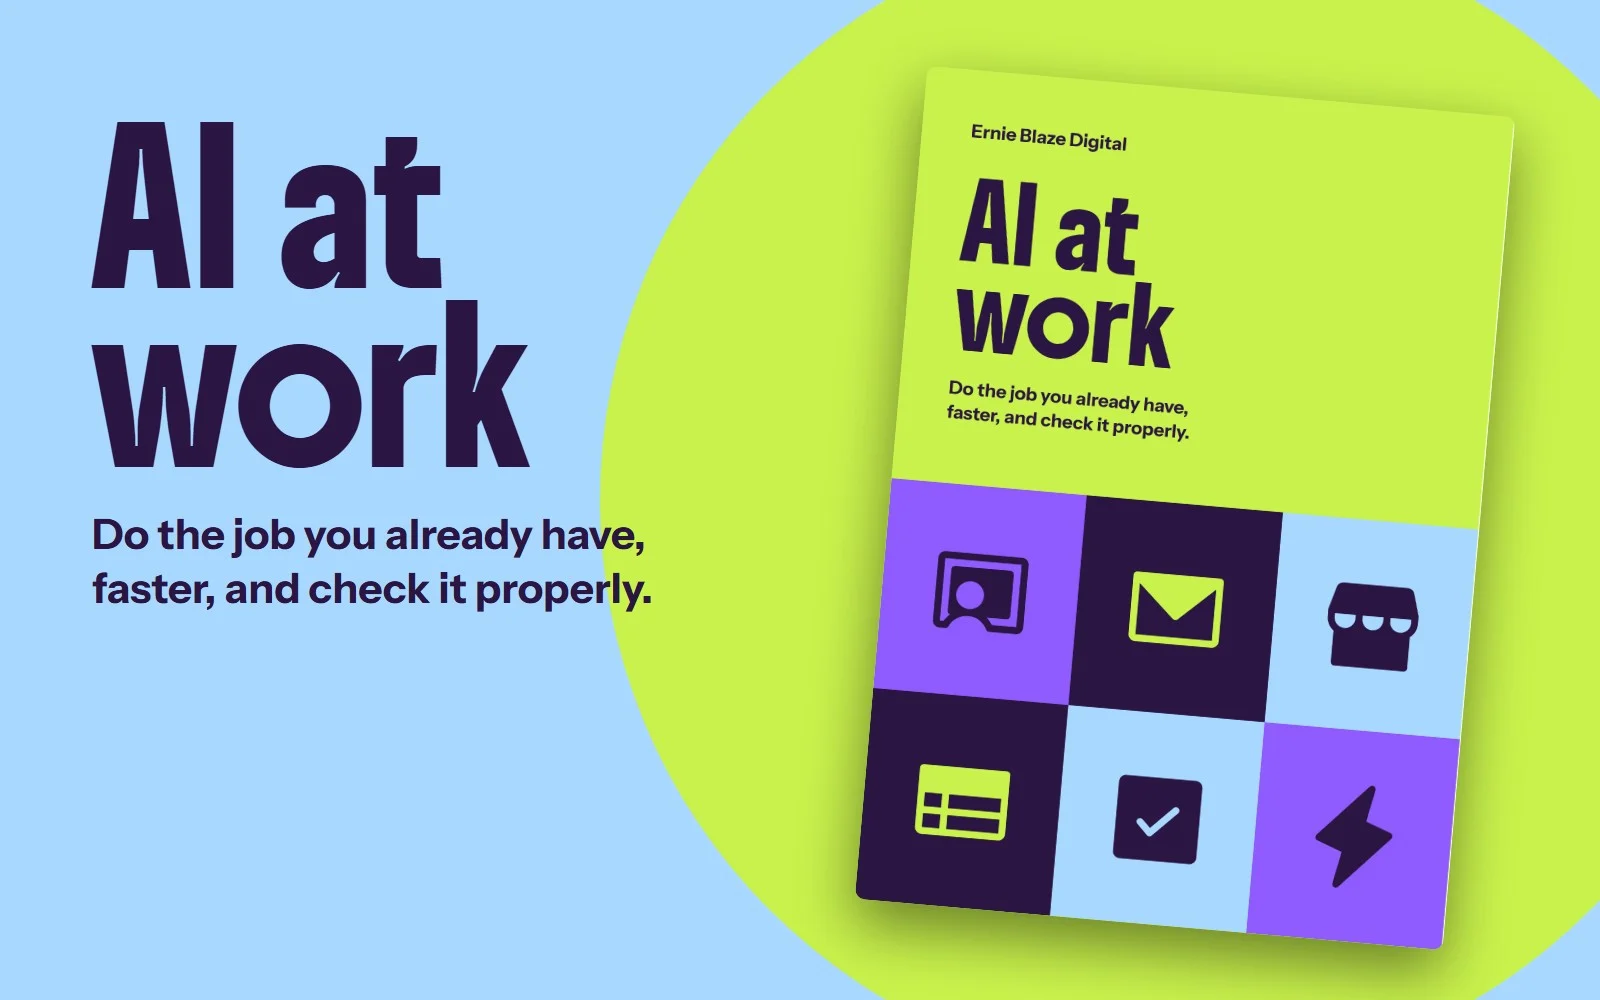 AI at
work
Do the job you already have,
faster, and check it properly.
Ernie Blaze Digital
AI at
work
Do the job you already have,
faster, and check it properly.